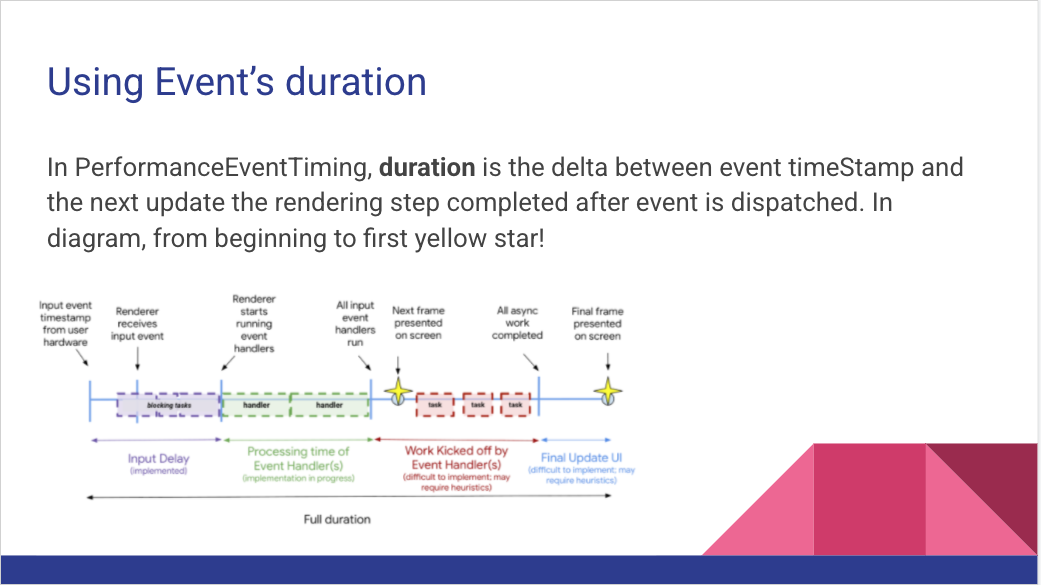 Using Event’s duration
In PerformanceEventTiming, duration is the delta between event timeStamp and
the next update the rendering step completed after event is dispatched. In
diagram, from beginning to first yellow star!
Input event
timestamp
from user
hardware
Renderer
receives
input event
Renderer
starts
running
event
handlers
All input
event
handlers
run
Next frame
presented
on screen
All async
work
completed
Final frame
presented
on screen
blocking tasks
handler
handler
task
task
task
Input Delay
(implemented)
Processing time of
Event Handler(s)
(implementation in progress)
Work Kicked off by
Event Handler(s)
(difficult to implement; may
require heuristics)
Final Update UI
(difficult to implement; may
require heuristics)
Full duration